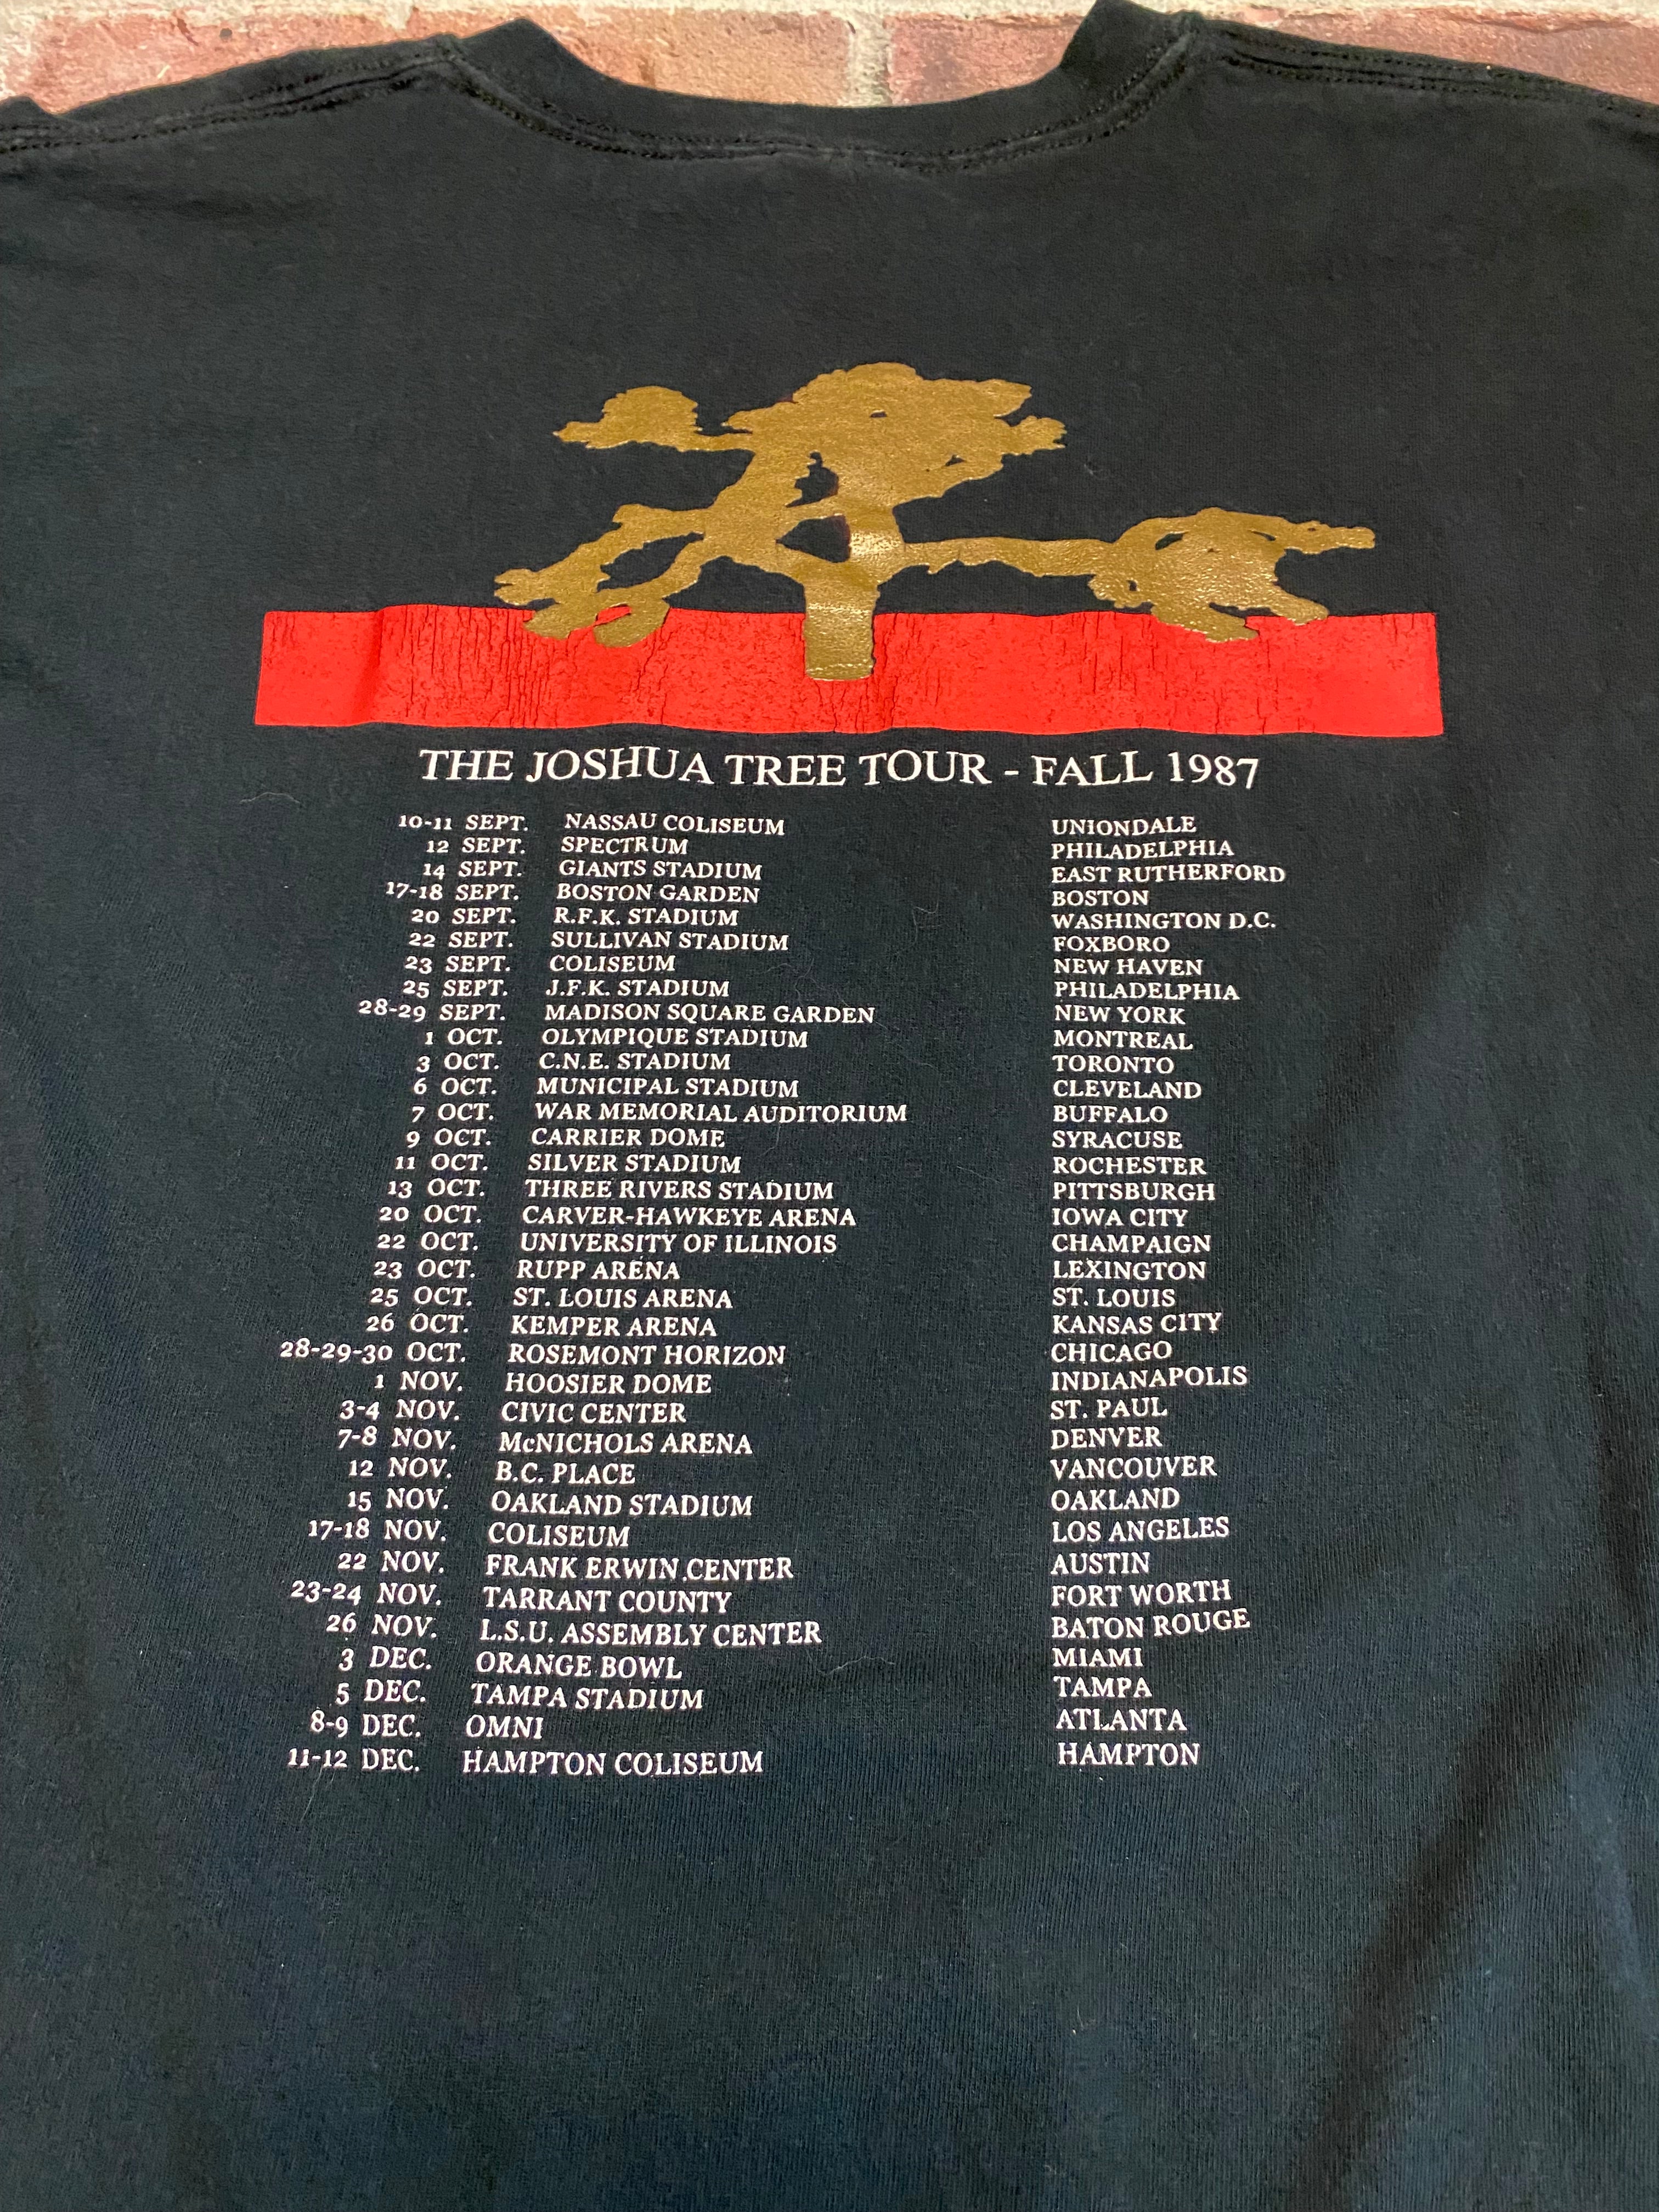 THE JOSHUA TREE TOUR - FALL 1987
10-11 SEPT. NASSAU COLISEUM UNIONDALE
12 SEPT. SPECTRUM PHILADELPHIA
14 SEPT. GIANTS STADIUM EAST RUTHERFORD
17-18 SEPT. BOSTON GARDEN BOSTON
20 SEPT. R.F.K. STADIUM WASHINGTON D.C.
22 SEPT. SULLIVAN STADIUM FOXBORO
23 SEPT. COLISEUM NEW HAVEN
25 SEPT. J.F.K. STADIUM PHILADELPHIA
28-29 SEPT. MADISON SQUARE GARDEN NEW YORK
1 OCT. OLYMPIQUE STADIUM MONTREAL
3 OCT. C.N.E. STADIUM TORONTO
6 OCT. MUNICIPAL STADIUM CLEVELAND
7 OCT. WAR MEMORIAL AUDITORIUM BUFFALO
9 OCT. CARRIER DOME SYRACUSE
11 OCT. SILVER STADIUM ROCHESTER
13 OCT. THREE RIVERS STADIUM PITTSBURGH
20 OCT. CARVER-HAWKEYE ARENA IOWA CITY
22 OCT. UNIVERSITY OF ILLINOIS CHAMPAIGN
23 OCT. RUPP ARENA LEXINGTON
25 OCT. ST. LOUIS ARENA ST. LOUIS
26 OCT. KEMPER ARENA KANSAS CITY
28-29-30 OCT. ROSEMONT HORIZON CHICAGO
1 NOV. HOOSIER DOME INDIANAPOLIS
3-4 NOV. CIVIC CENTER ST. PAUL
7-8 NOV. McNICHOLS ARENA DENVER
12 NOV. B.C. PLACE VANCOUVER
15 NOV. OAKLAND STADIUM OAKLAND
17-18 NOV. COLISEUM LOS ANGELES
22 NOV. FRANK ERWIN CENTER AUSTIN
23-24 NOV. TARRANT COUNTY FORT WORTH
26 NOV. L.S.U. ASSEMBLY CENTER BATON ROUGE
3 DEC. ORANGE BOWL MIAMI
5 DEC. TAMPA STADIUM TAMPA
8-9 DEC. OMNI ATLANTA
11-12 DEC. HAMPTON COLISEUM HAMPTON